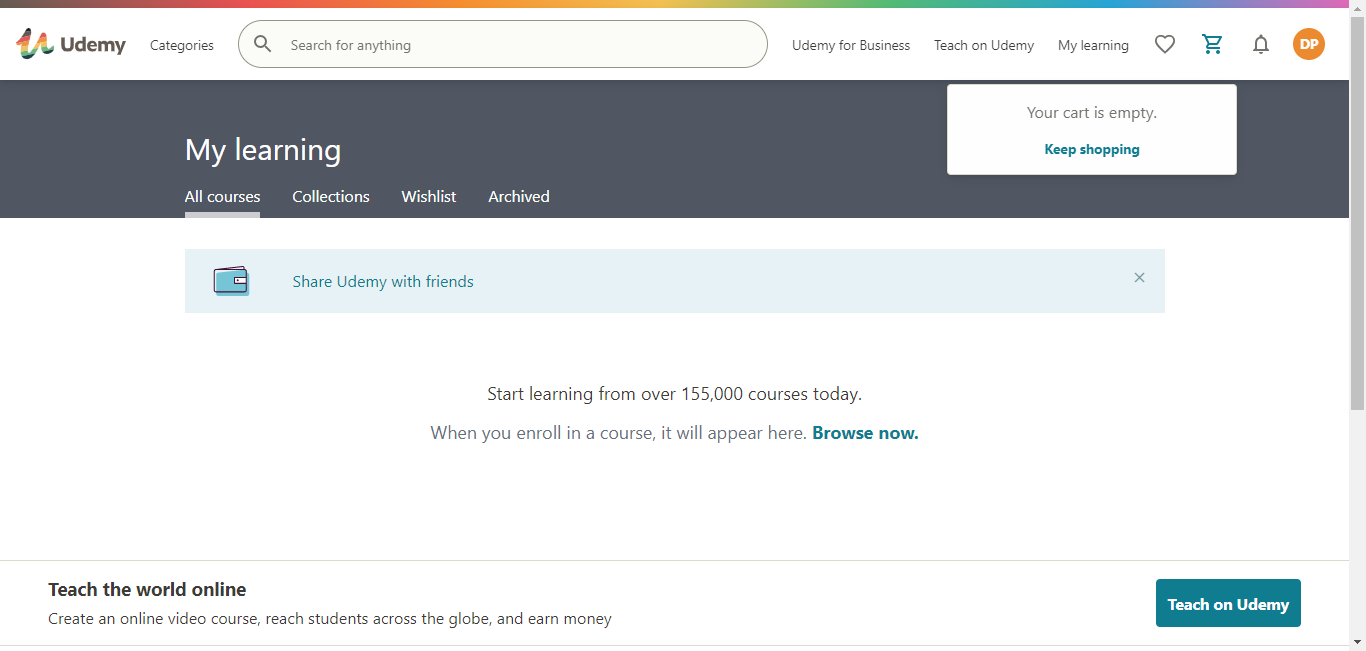 Udemy
Categories
Search for anything
Udemy for Business
Teach on Udemy
My learning
DP
Your cart is empty.
Keep shopping
My learning
All courses
Collections
Wishlist
Archived
Share Udemy with friends
Start learning from over 155,000 courses today.
When you enroll in a course, it will appear here. Browse now.
Teach the world online
Create an online video course, reach students across the globe, and earn money
Teach on Udemy